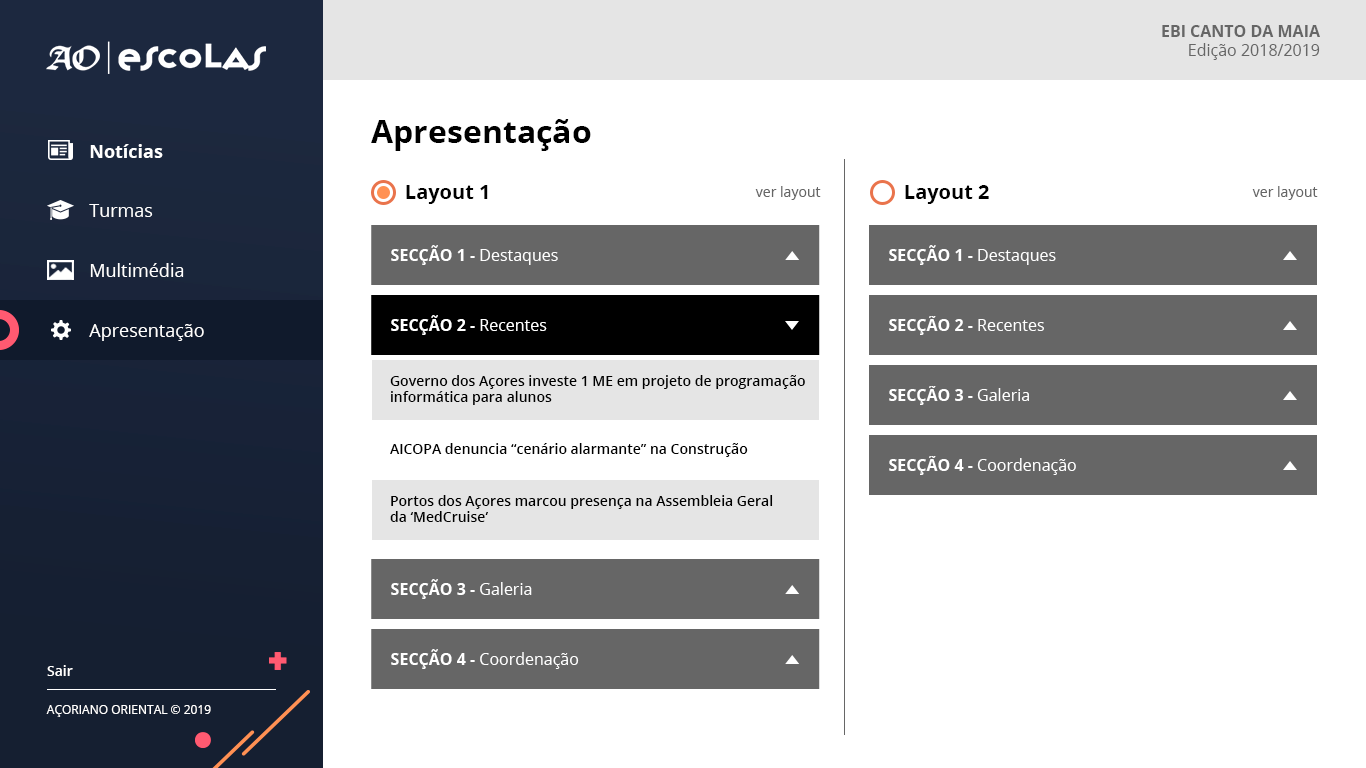 AO | escolas
Notícias
Turmas
Multimédia
Apresentação
Sair
AÇORIANO ORIENTAL © 2019
EBI CANTO DA MAIA
Edição 2018/2019
Apresentação
Layout 1
ver layout
SECÇÃO 1 - Destaques
SECÇÃO 2 - Recentes
Governo dos Açores investe 1 ME em projeto de programação
informática para alunos
AICOPA denuncia “cenário alarmante” na Construção
Portos dos Açores marcou presença na Assembleia Geral
da ‘MedCruise’
SECÇÃO 3 - Galeria
SECÇÃO 4 - Coordenação
Layout 2
ver layout
SECÇÃO 1 - Destaques
SECÇÃO 2 - Recentes
SECÇÃO 3 - Galeria
SECÇÃO 4 - Coordenação